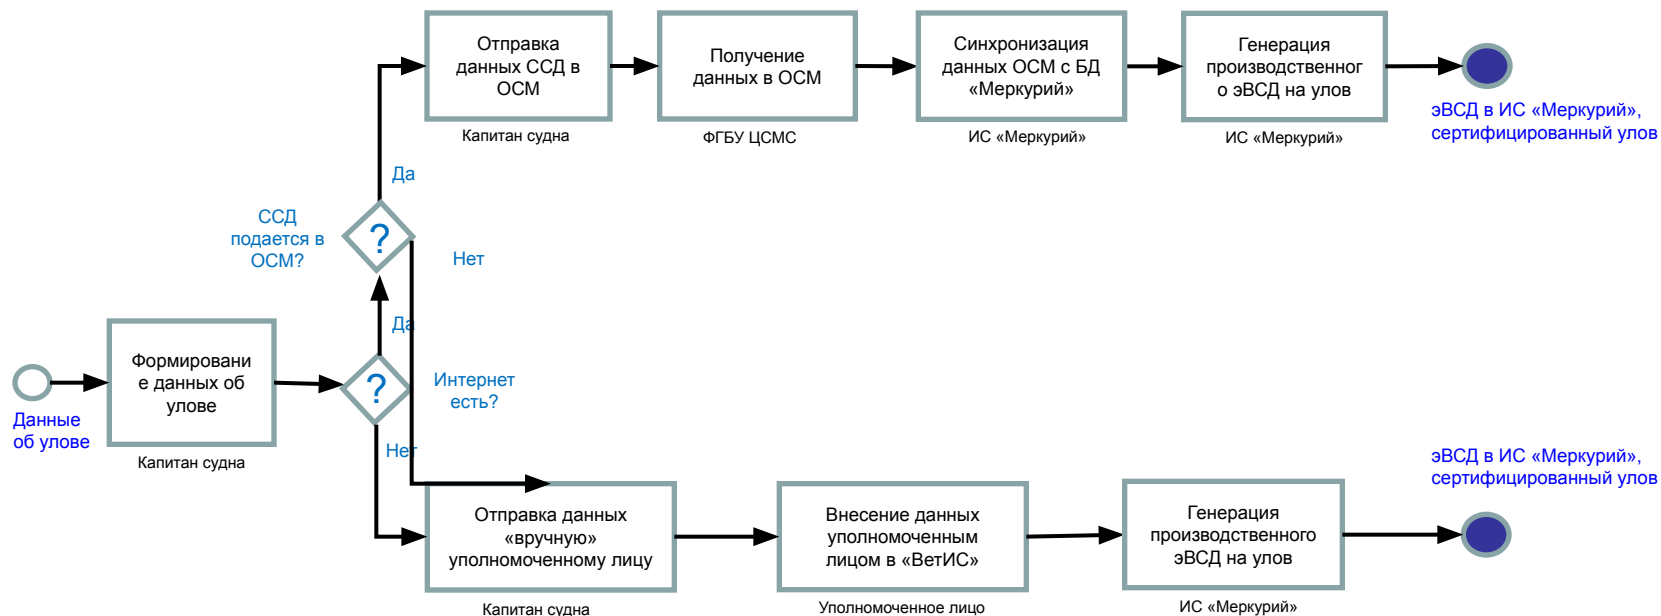 Отправка
данных ССД в
ОСМ
Капитан судна
Получение
данных в ОСМ
ФГБУ ЦСМС
Синхронизация
данных ОСМ с БД
«Меркурий»
ИС «Меркурий»
Генерация
производственног
о эВСД на улов
ИС «Меркурий»
эВСД в ИС «Меркурий»,
сертифицированный улов
Да
ССД
подается в
ОСМ?
?
Нет
Да
Данные
об улове
Формировани
е данных об
улове
Капитан судна
?
Интернет
есть?
Нет
Отправка данных
«вручную»
уполномоченному лицу
Капитан судна
Внесение данных
уполномоченным
лицом в «ВетИС»
Уполномоченное лицо
Генерация
производственного
эВСД на улов
ИС «Меркурий»
эВСД в ИС «Меркурий»,
сертифицированный улов